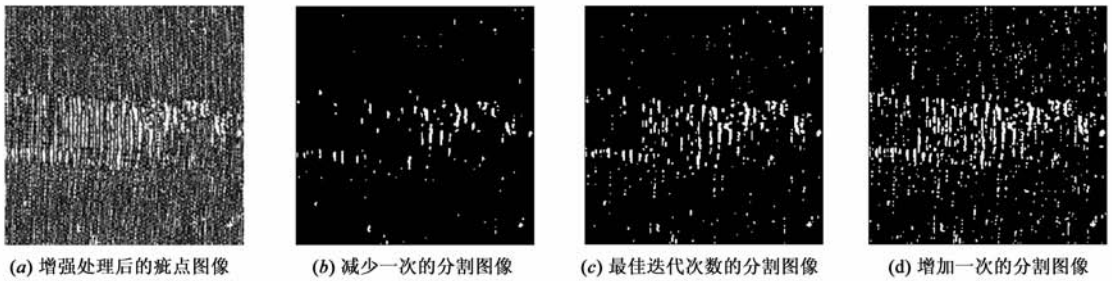 (a) 增强处理后的疵点图像
(b) 减少一次的分割图像
(c) 最佳迭代次数的分割图像
(d) 增加一次的分割图像